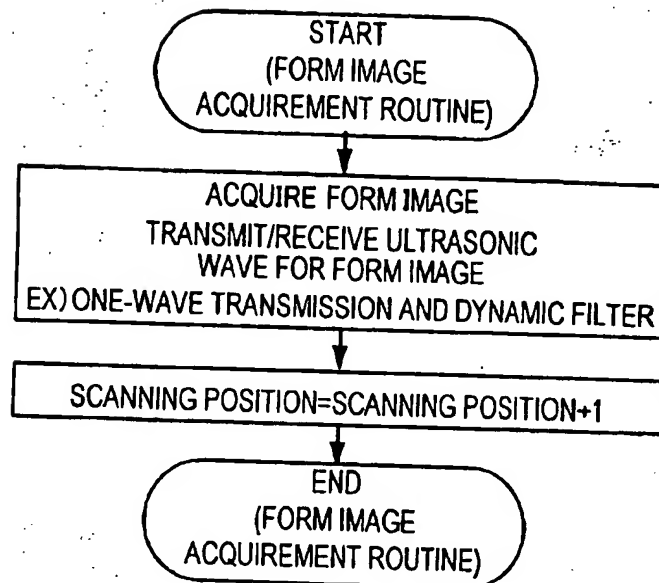 START
(FORM IMAGE
ACQUIREMENT ROUTINE)
ACQUIRE FORM IMAGE
TRANSMIT/RECEIVE ULTRASONIC
WAVE FOR FORM IMAGE
EX) ONE-WAVE TRANSMISSION AND DYNAMIC FILTER
SCANNING POSITION=SCANNING POSITION+1
END
(FORM IMAGE
ACQUIREMENT ROUTINE)